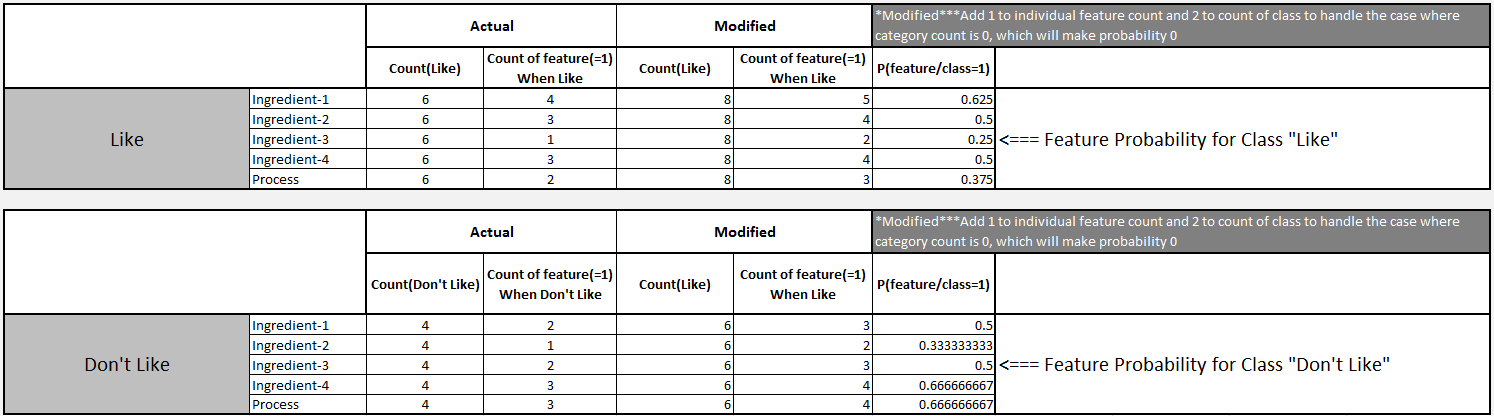 Actual Modified *Modified***Add 1 to individual feature count and 2 to count of class to handle the case where
category count is 0, which will make probability 0
Count(Like) Count of feature(=1) When Like Count(Like) Count of feature(=1) When Like P(feature/class=1)
Like
Ingredient-1 6 4 8 5 0.625
Ingredient-2 6 3 8 4 0.5
Ingredient-3 6 1 8 2 0.25 <=== Feature Probability for Class "Like"
Ingredient-4 6 3 8 4 0.5
Process 6 2 8 3 0.375
Actual Modified *Modified***Add 1 to individual feature count and 2 to count of class to handle the case where
category count is 0, which will make probability 0
Count(Don't Like) Count of feature(=1) When Don't Like Count(Like) Count of feature(=1) When Like P(feature/class=1)
Don't Like
Ingredient-1 4 2 6 3 0.5
Ingredient-2 4 1 6 2 0.333333333
Ingredient-3 4 2 6 3 0.5 <=== Feature Probability for Class "Don't Like"
Ingredient-4 4 3 6 4 0.666666667
Process 4 3 6 4 0.666666667